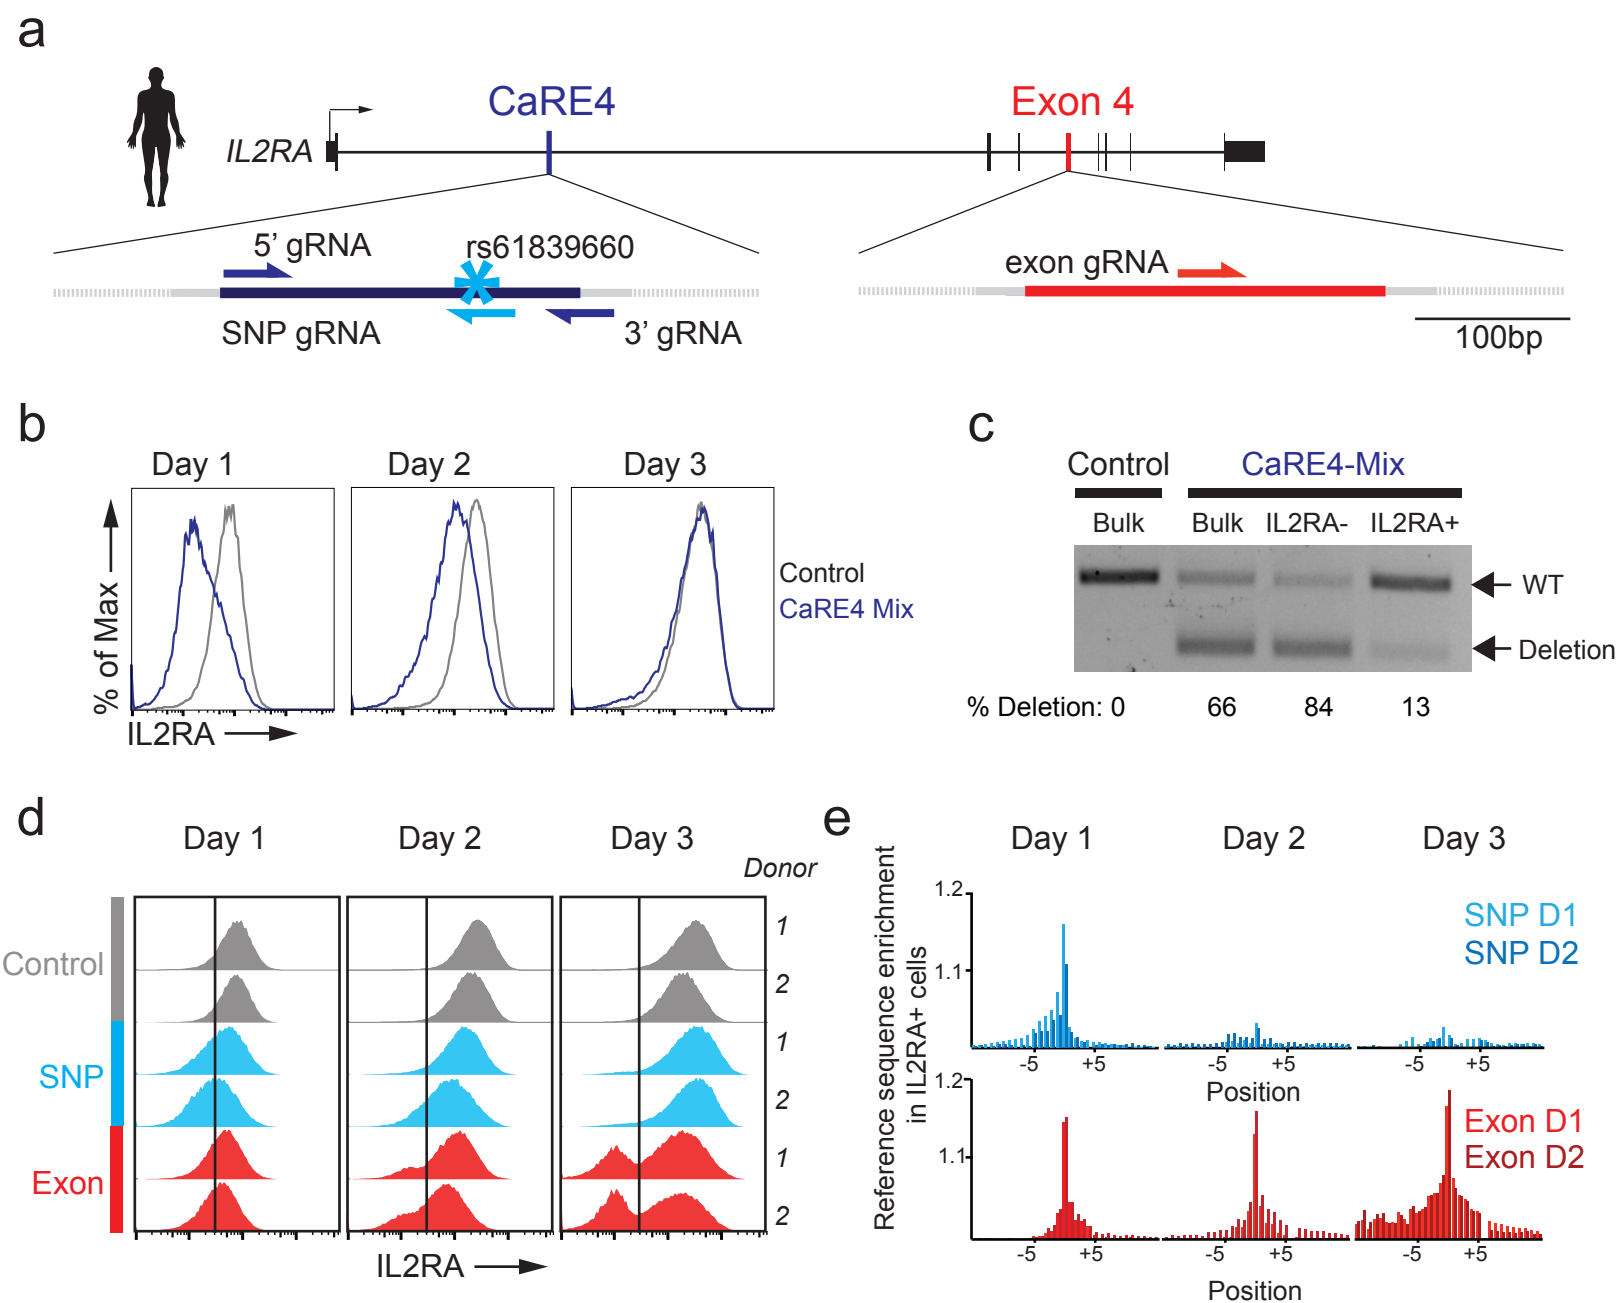 a
CaRE4
Exon 4
IL2RA
5’ gRNA
rs61839660
exon gRNA
SNP gRNA
3’ gRNA
100bp
b
Day 1
Day 2
Day 3
% of Max
Control
CaRE4 Mix
IL2RA
c
Control
CaRE4-Mix
Bulk
Bulk
IL2RA-
IL2RA+
WT
Deletion
% Deletion: 0
66
84
13
d
Day 1
Day 2
Day 3
Donor
Control
1
2
SNP
1
2
Exon
1
2
IL2RA
e
Day 1
Day 2
Day 3
Reference sequence enrichment
in IL2RA+ cells
1.2
1.1
SNP D1
SNP D2
-5
+5
-5
+5
-5
+5
Position
1.2
1.1
Exon D1
Exon D2
-5
+5
-5
+5
-5
+5
Position